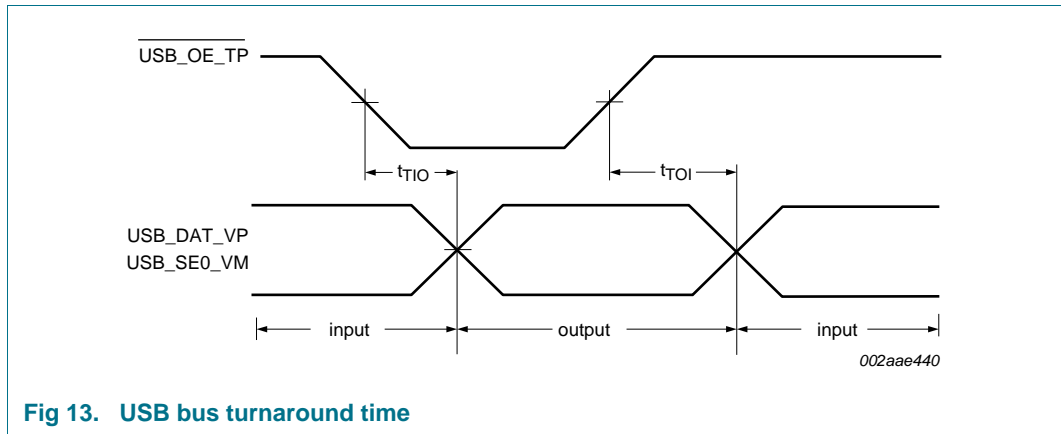 USB_OE_TP
tTIO
tTOI
USB_DAT_VP
USB_SE0_VM
input
output
input
002aae440
Fig 13. USB bus turnaround time